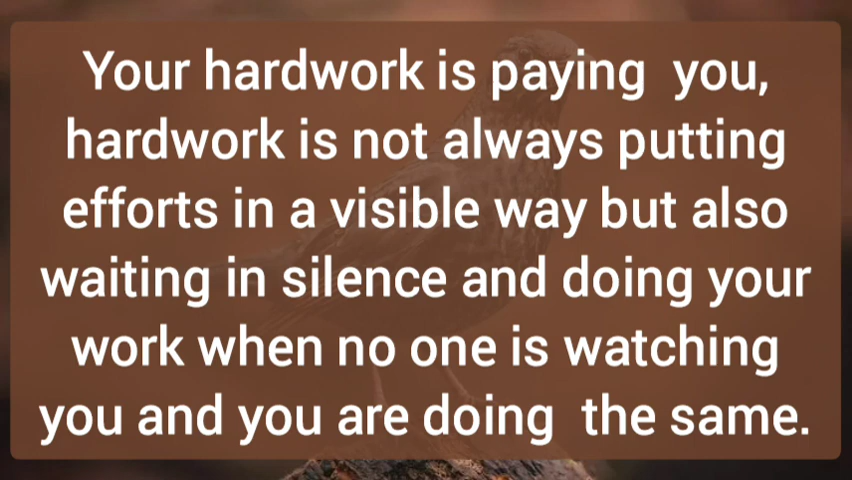 Your hardwork is paying  you,
hardwork is not always putting
efforts in a visible way but also
waiting in silence and doing your
work when no one is watching
you and you are doing  the same.